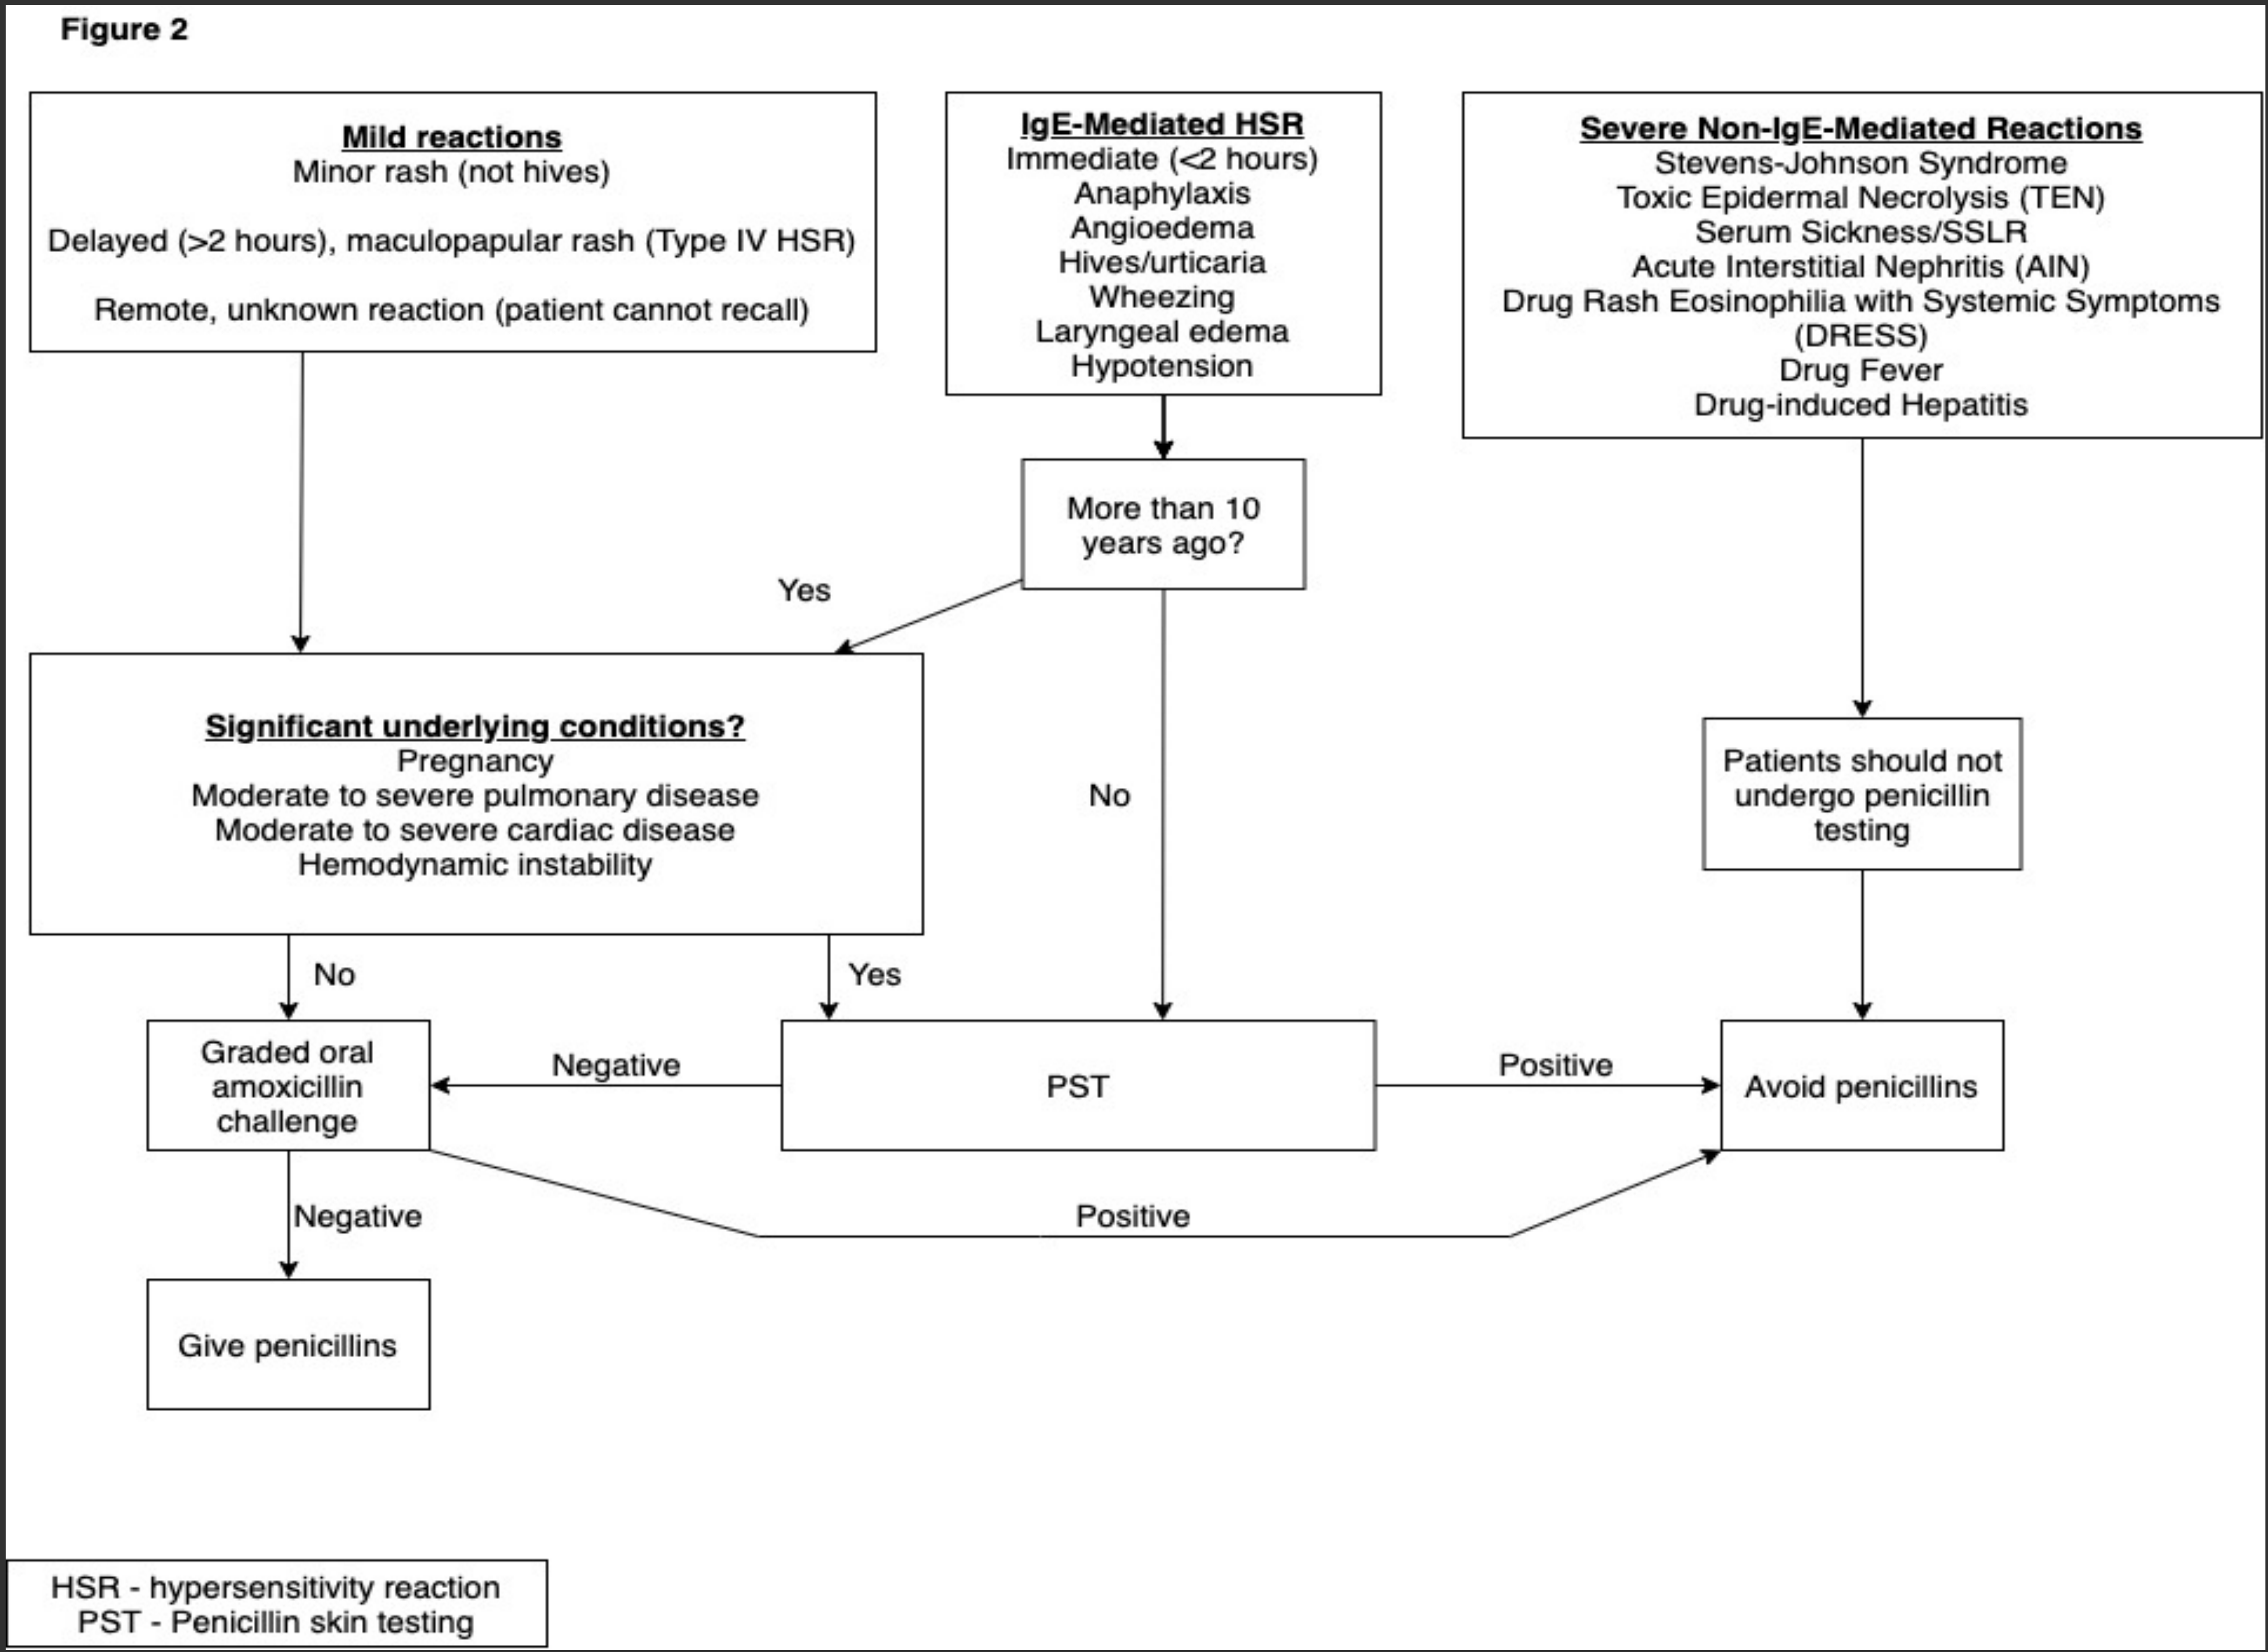 Figure 2
Mild reactions
Minor rash (not hives)
Delayed (>2 hours), maculopapular rash (Type IV HSR)
Remote, unknown reaction (patient cannot recall)
IgE-Mediated HSR
Immediate (<2 hours)
Anaphylaxis
Angioedema
Hives/urticaria
Wheezing
Laryngeal edema
Hypotension
Severe Non-IgE-Mediated Reactions
Stevens-Johnson Syndrome
Toxic Epidermal Necrolysis (TEN)
Serum Sickness/SSLR
Acute Interstitial Nephritis (AIN)
Drug Rash Eosinophilia with Systemic Symptoms
(DRESS)
Drug Fever
Drug-induced Hepatitis
More than 10
years ago?
Yes
No
Significant underlying conditions?
Pregnancy
Moderate to severe pulmonary disease
Moderate to severe cardiac disease
Hemodynamic instability
Patients should not
undergo penicillin
testing
No
Yes
Graded oral
amoxicillin
challenge
Negative
PST
Positive
Avoid penicillins
Negative
Positive
Give penicillins
HSR - hypersensitivity reaction
PST - Penicillin skin testing